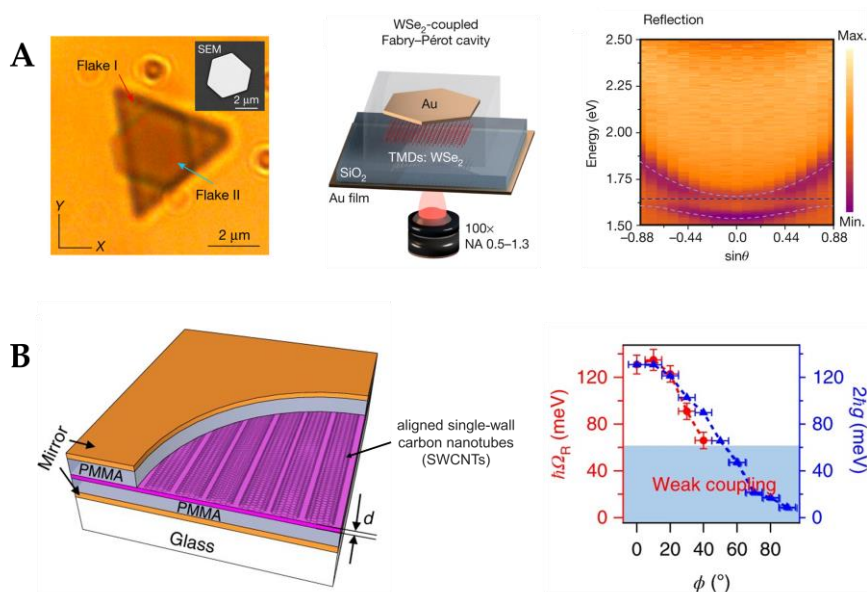 A
SEM
2 μm
Flake I
Flake II
Y
X
2 μm
WSe2-coupled
Fabry–Pérot cavity
Au
TMDs: WSe2
SiO2
Au film
100×
NA 0.5–1.3
Reflection
Max.
Min.
Energy (eV)
2.50
2.25
2.00
1.75
1.50
−0.88
−0.44
0.0
0.44
0.88
sinθ
B
Mirror
PMMA
PMMA
Glass
d
aligned single-wall
carbon nanotubes
(SWCNTs)
ℏΩR (meV)
120
80
40
0
Weak coupling
120
80
40
0
2ℏg (meV)
0 20 40 60 80
ϕ (°)